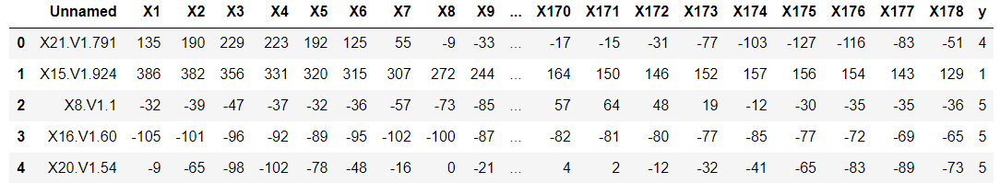 Unnamed X1 X2 X3 X4 X5 X6 X7 X8 X9 ... X170 X171 X172 X173 X174 X175 X176 X177 X178 y
0 X21.V1.791 135 190 229 223 192 125 55 -9 -33 ... -17 -15 -31 -77 -103 -127 -116 -83 -51 4
1 X15.V1.924 386 382 356 331 320 315 307 272 244 ... 164 150 146 152 157 156 154 143 129 1
2 X8.V1.1 -32 -39 -47 -37 -32 -36 -57 -73 -85 ... 57 64 48 19 -12 -30 -35 -35 -36 5
3 X16.V1.60 -105 -101 -96 -92 -89 -95 -102 -100 -87 ... -82 -81 -80 -77 -85 -77 -72 -69 -65 5
4 X20.V1.54 -9 -65 -98 -102 -78 -48 -16 0 -21 ... 4 2 -12 -32 -41 -65 -83 -89 -73 5